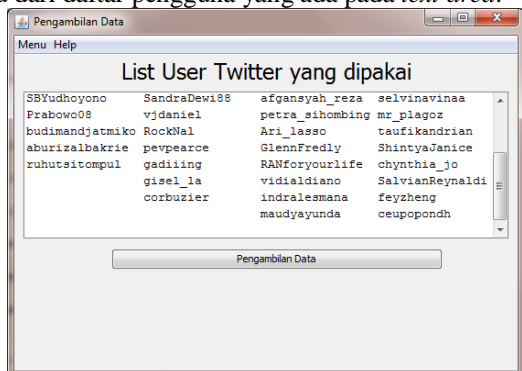 dari daftar pengguna yang ada pada text area.
Pengambilan Data
Menu Help
List User Twitter yang dipakai
SBYudhoyono SandraDewi88 afgansyah_reza selvinavinaa
Prabowo08 vjdaniel petra_sihombing mr_plagoz
budimandjatmiko RockNal Ari_lasso taufikandrian
aburizalbakrie pevpearce GlennFredly ShintyaJanice
ruhutsitompul gadiiing RANforyourlife chynthia_jo
gisel_la vidialdiano SalvianReynaldi
corbuzier indralesmana feyzheng
maudyayunda ceupopondh
Pengambilan Data